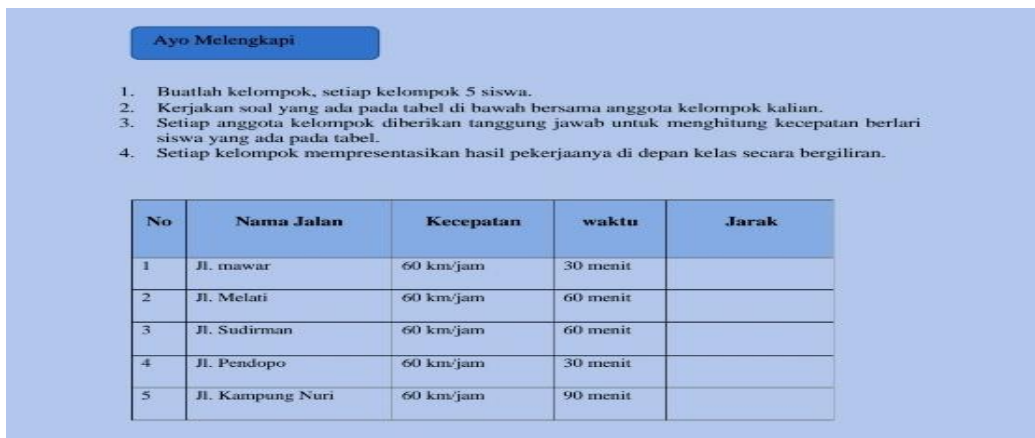 Ayo Melengkapi
1. Buatlah kelompok, setiap kelompok 5 siswa.
2. Kerjakan soal yang ada pada tabel di bawah bersama anggota kelompok kalian.
3. Setiap anggota kelompok diberikan tanggung jawab untuk menghitung kecepatan berlari
siswa yang ada pada tabel.
4. Setiap kelompok mempresentasikan hasil pekerjaanya di depan kelas secara bergiliran.
No Nama Jalan Kecepatan waktu Jarak
1 Jl. mawar 60 km/jam 30 menit
2 Jl. Melati 60 km/jam 60 menit
3 Jl. Sudirman 60 km/jam 60 menit
4 Jl. Pendopo 60 km/jam 30 menit
5 Jl. Kampung Nuri 60 km/jam 90 menit